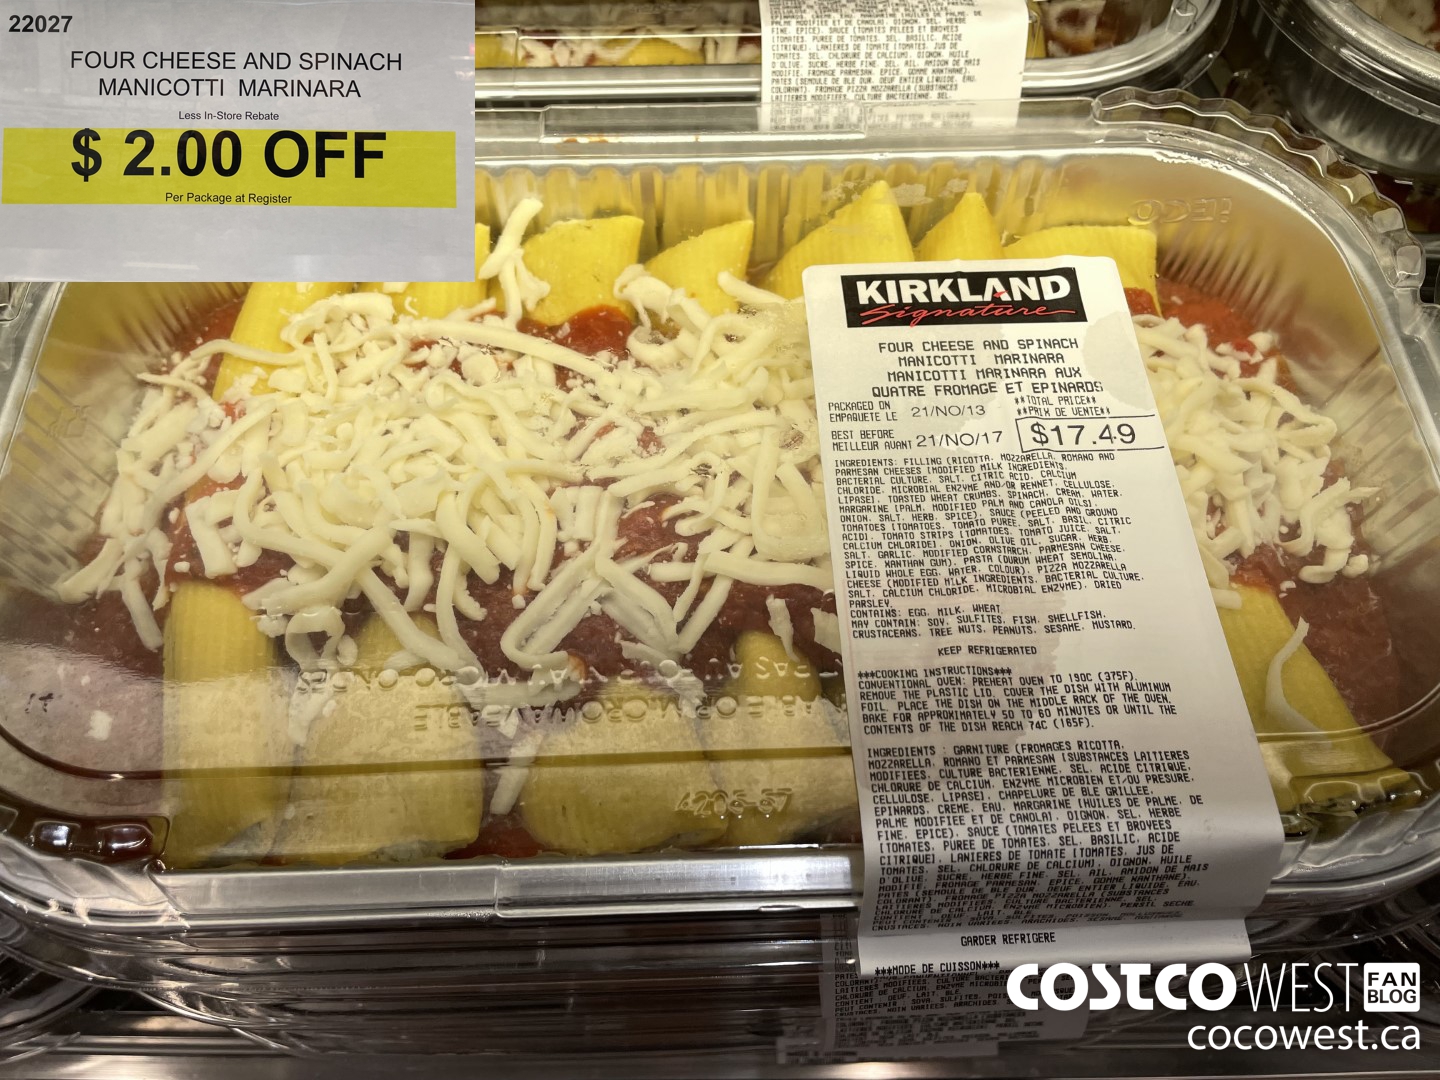 22027
FOUR CHEESE AND SPINACH
MANICOTTI MARINARA
Less In-Store Rebate
$ 2.00 OFF
Per Package at Register
KIRKLAND
Signature
FOUR CHEESE AND SPINACH
MANICOTTI MARINARA
MANICOTTI MARINARA AUX
QUATRE FROMAGE ET EPINARDS
PACKAGED ON
EMPAQUETE LE 21/NO/13
**TOTAL PRICE**
**PRIX DE VENTE**
BEST BEFORE
MEILLEUR AVANT 21/NO/17
$17.49
INGREDIENTS: FILLING (RICOTTA, MOZZARELLA, ROMANO AND
PARMESAN CHEESES [MODIFIED MILK INGREDIENTS,
BACTERIAL CULTURE, SALT, CITRIC ACID, CALCIUM
CHLORIDE, MICROBIAL ENZYME AND/OR RENNET, CELLULOSE,
LIPASE], TOASTED WHEAT CRUMBS, SPINACH, CREAM, WATER,
MARGARINE [PALM, MODIFIED PALM AND CANOLA OILS],
ONION, SALT, HERB, SPICE), SAUCE (PEELED AND GROUND
TOMATOES [TOMATOES, TOMATO PUREE, SALT, BASIL, CITRIC
ACID], TOMATO STRIPS [TOMATOES, TOMATO JUICE, SALT,
CALCIUM CHLORIDE], ONION, OLIVE OIL, SUGAR, HERB,
SALT, GARLIC, MODIFIED CORNSTARCH, PARMESAN CHEESE,
SPICE, XANTHAN GUM), PASTA (DURUM WHEAT SEMOLINA,
LIQUID WHOLE EGG, WATER, COLOUR), PIZZA MOZZARELLA
CHEESE (MODIFIED MILK INGREDIENTS, BACTERIAL CULTURE,
SALT, CALCIUM CHLORIDE, MICROBIAL ENZYME), DRIED
PARSLEY.
CONTAINS: EGG, MILK, WHEAT.
MAY CONTAIN: SOY, SULFITES, FISH, SHELLFISH,
CRUSTACEANS, TREE NUTS, PEANUTS, SESAME, MUSTARD.
KEEP REFRIGERATED
***COOKING INSTRUCTIONS***
CONVENTIONAL OVEN: PREHEAT OVEN TO 190C (375F).
REMOVE THE PLASTIC LID. COVER THE DISH WITH ALUMINUM
FOIL. PLACE THE DISH ON THE MIDDLE RACK OF THE OVEN.
BAKE FOR APPROXIMATELY 50 TO 60 MINUTES OR UNTIL THE
CONTENTS OF THE DISH REACH 74C (165F).
INGREDIENTS : GARNITURE (FROMAGES RICOTTA,
MOZZARELLA, ROMANO ET PARMESAN [SUBSTANCES LAITIERES
MODIFIEES, CULTURE BACTERIENNE, SEL, ACIDE CITRIQUE,
CHLORURE DE CALCIUM, ENZYME MICROBIEN ET/OU PRESURE,
CELLULOSE, LIPASE], CHAPELURE DE BLE GRILLEE,
EPINARDS, CREME, EAU, MARGARINE [HUILES DE PALME, DE
PALME MODIFIEE ET DE CANOLA], OIGNON, SEL, HERBE
FINE, EPICE), SAUCE (TOMATES PELEES ET BROYEES
[TOMATES, PUREE DE TOMATES, SEL, BASILIC, ACIDE
CITRIQUE], LANIERES DE TOMATE [TOMATES, JUS DE
TOMATES, SEL, CHLORURE DE CALCIUM], OIGNON, HUILE
D'OLIVE, SUCRE, HERBE FINE, SEL, AIL, AMIDON DE MAIS
MODIFIE, FROMAGE PARMESAN, EPICE, GOMME XANTHANE),
GARDER REFRIGERE
***MODE DE CUISSON***
COSTCO WEST
FAN
BLOG
cocowest.ca